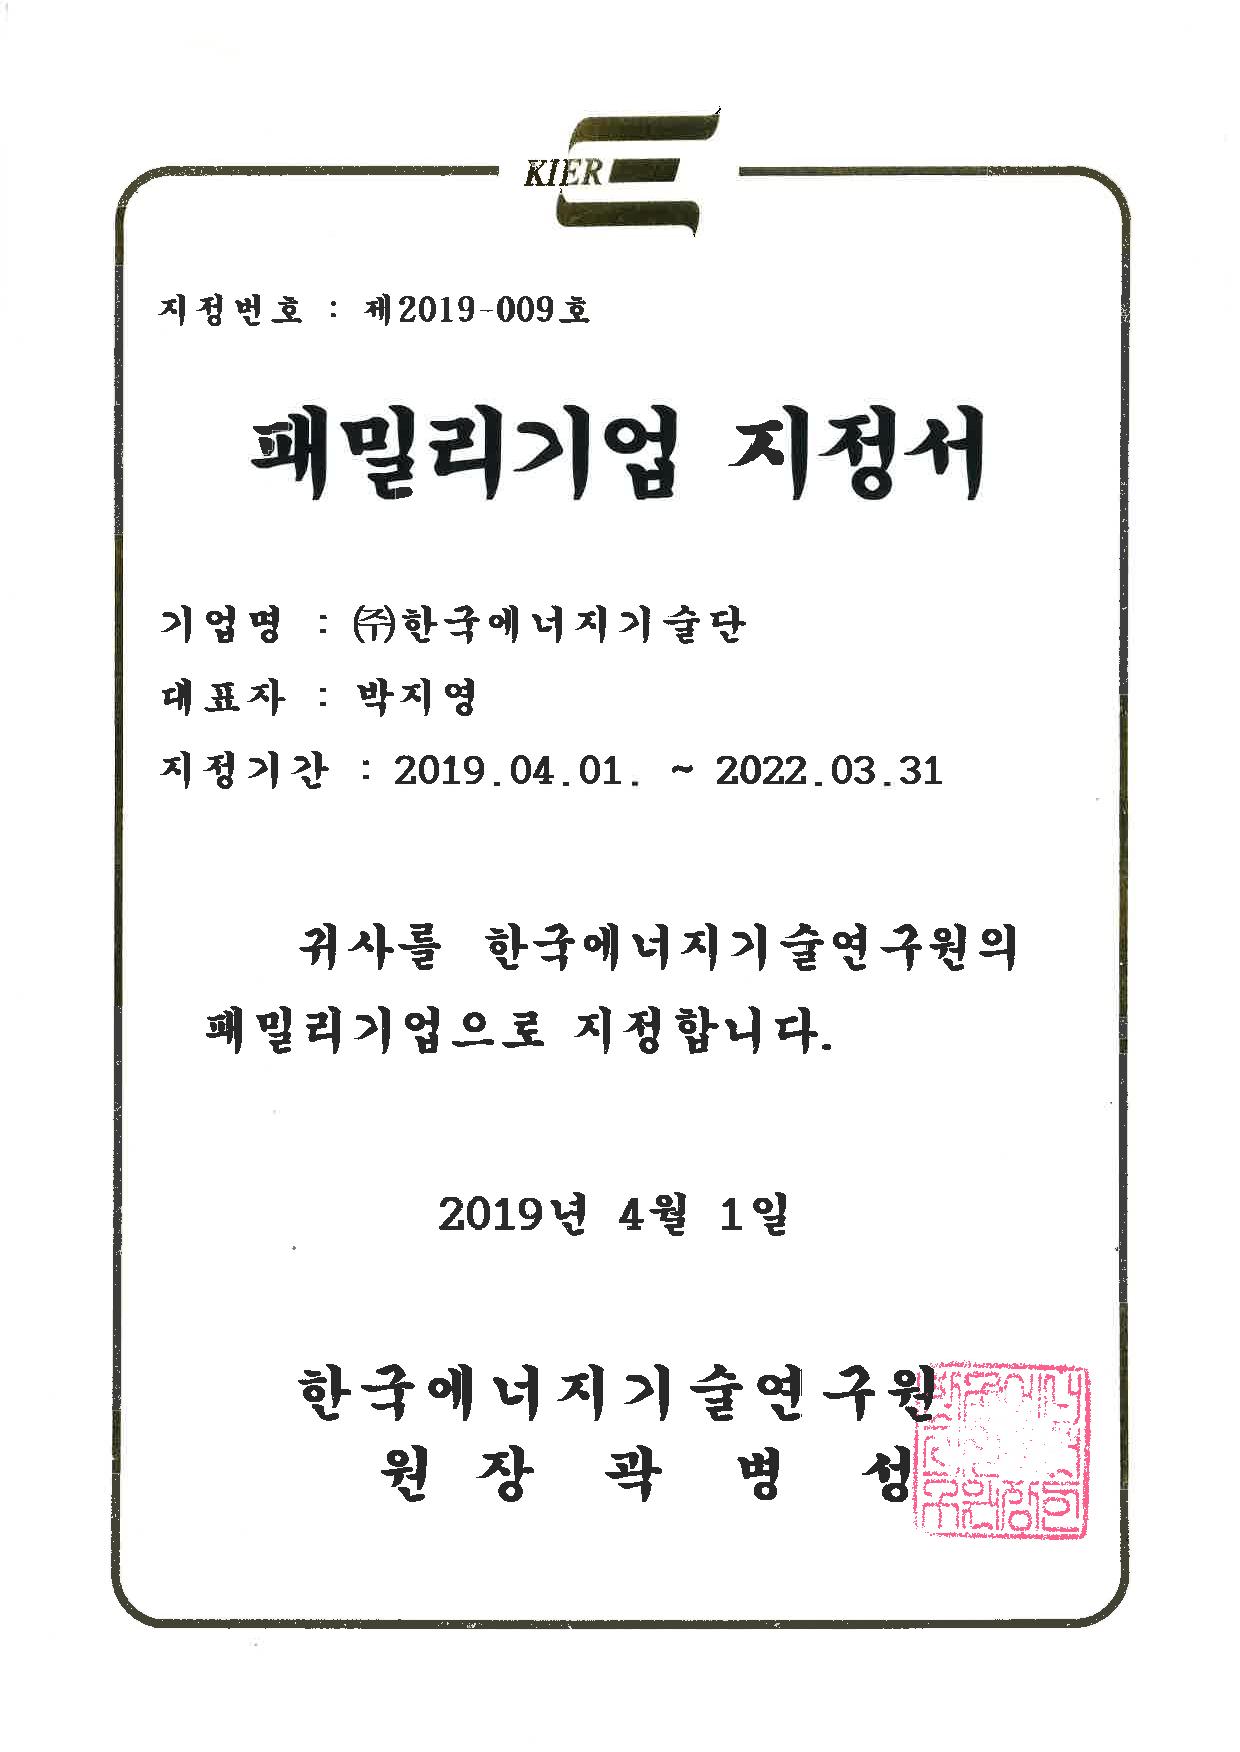 KIER
지정번호 : 제2019-009호
패밀리기업 지정서
기업명 : ㈜한국에너지기술단
대표자 : 박지영
지정기간 : 2019.04.01. ~ 2022.03.31
귀사를 한국에너지기술연구원의
패밀리기업으로 지정합니다.
2019년 4월 1일
한국에너지기술연구원
원 장 곽 병 성